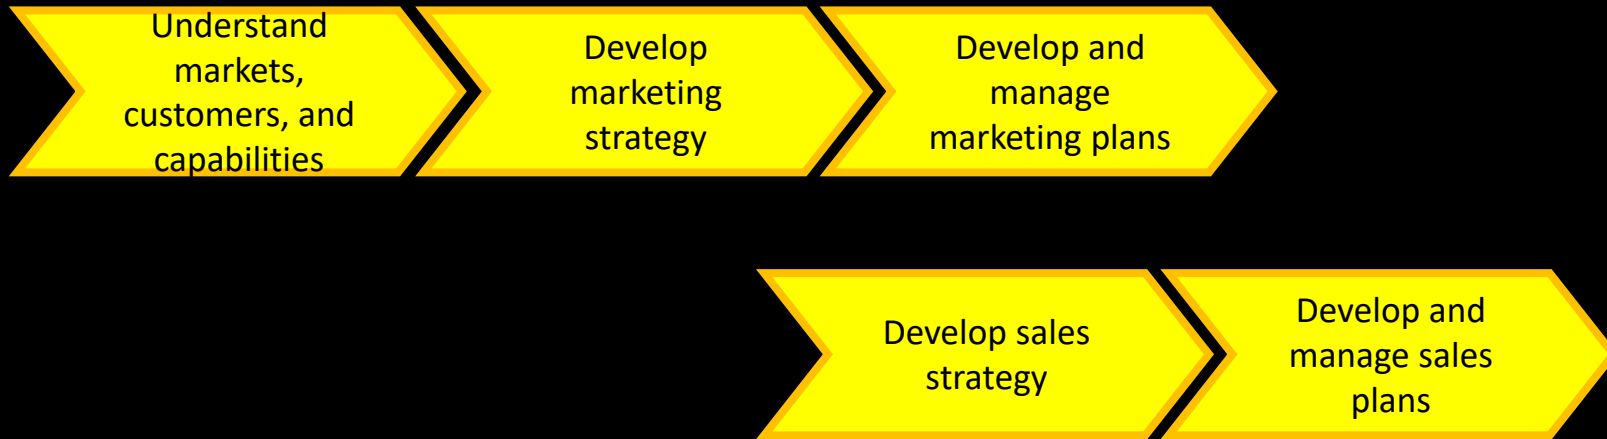 Understand
markets,
customers, and
capabilities
Develop
marketing
strategy
Develop and
manage
marketing plans
Develop sales
strategy
Develop and
manage sales
plans